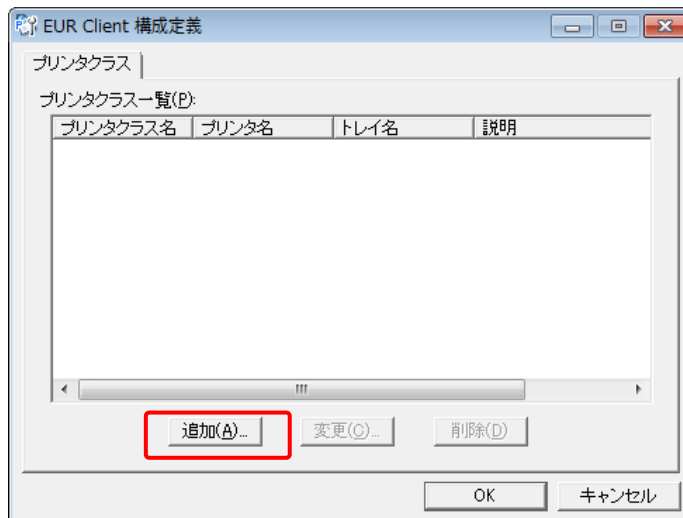 EUR Client 構成定義
プリンタクラス
プリンタクラス一覧(P):
プリンタクラス名 プリンタ名 トレイ名 説明
追加(A)... 変更(C)... 削除(D)
OK キャンセル